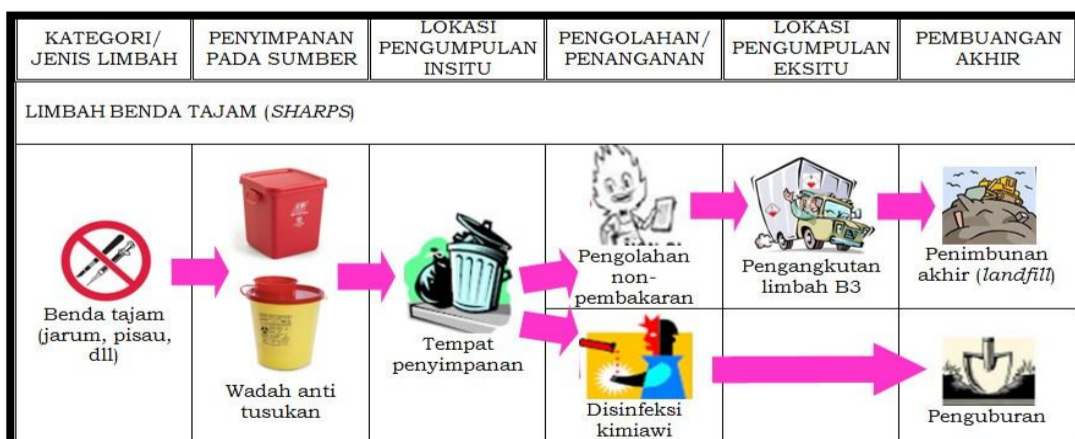 KATEGORI/
JENIS LIMBAH
PENYIMPANAN
PADA SUMBER
LOKASI
PENGUMPULAN
INSITU
PENGOLAHAN/
PENANGANAN
LOKASI
PENGUMPULAN
EKSITU
PEMBUANGAN
AKHIR
LIMBAH BENDA TAJAM (SHARPS)
Benda tajam
(jarum, pisau,
dll)
Wadah anti
tusukan
Tempat
penyimpanan
Pengolahan
non-
pembakaran
Pengangkutan
limbah B3
Penimbunan
akhir (landfill)
Disinfeksi
kimiawi
Penguburan